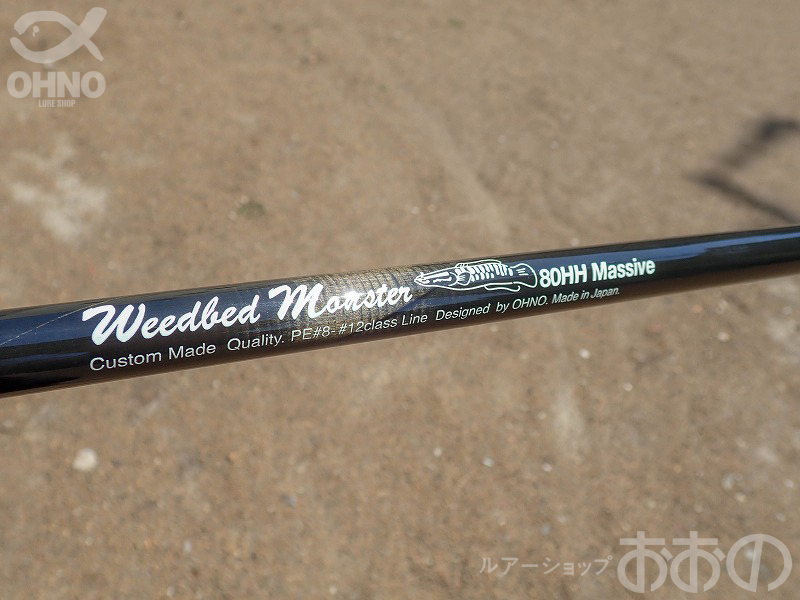 OHNO
LURE SHOP
Weedbed Monster 80HH Massive
Custom Made Quality. PE#8-#12class Line Designed by OHNO. Made in Japan.
ルアーショップ おおの